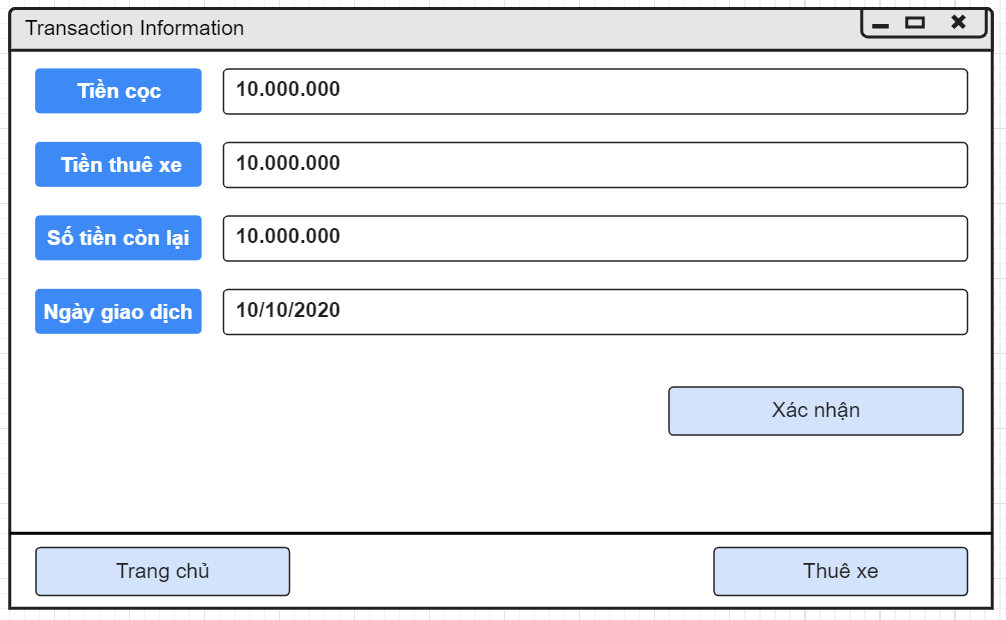 Transaction Information
Tiền cọc
10.000.000
Tiền thuê xe
10.000.000
Số tiền còn lại
10.000.000
Ngày giao dịch
10/10/2020
Xác nhận
Trang chủ
Thuê xe